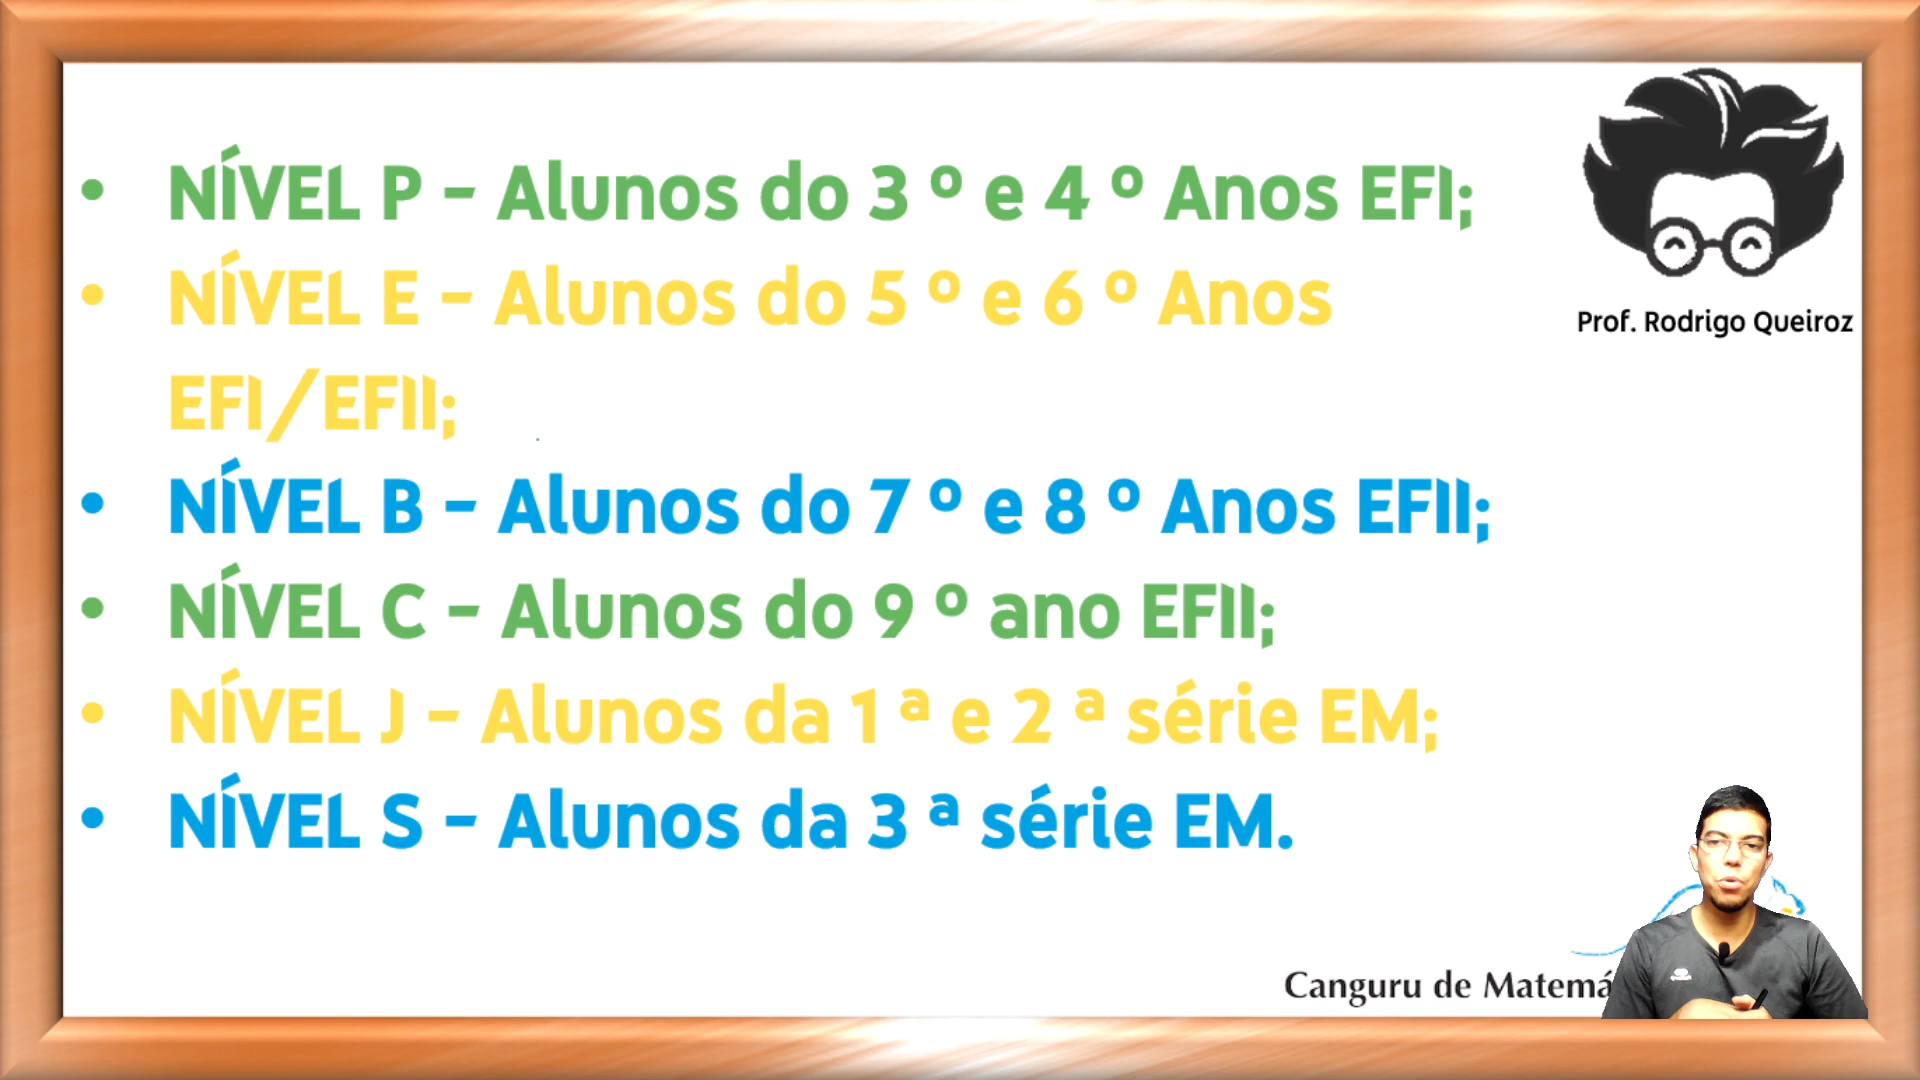 • NÍVEL P - Alunos do 3 º e 4 º Anos EFI;
• NÍVEL E - Alunos do 5 º e 6 º Anos
EFI/EFII;
• NÍVEL B - Alunos do 7 º e 8 º Anos EFII;
• NÍVEL C - Alunos do 9 º ano EFII;
• NÍVEL J - Alunos da 1 ª e 2 ª série EM;
• NÍVEL S - Alunos da 3 ª série EM.
Prof. Rodrigo Queiroz
Canguru de Matemá